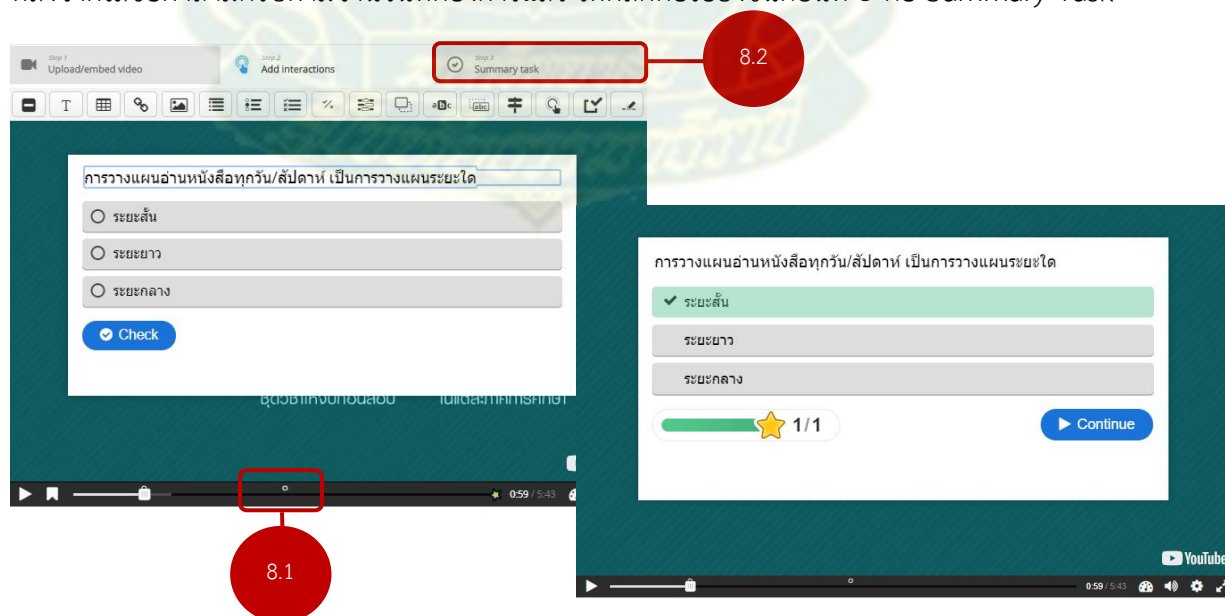 Summary Task
Step 1
Upload/embed video
Step 2
Add interactions
Step 3
Summary task
8.2
การวางแผนอ่านหนังสือทุกวัน/สัปดาห์ เป็นการวางแผนระยะใด
ระยะสั้น
ระยะยาว
ระยะกลาง
Check
0:59 / 5:43
8.1
การวางแผนอ่านหนังสือทุกวัน/สัปดาห์ เป็นการวางแผนระยะใด
ระยะสั้น
ระยะยาว
ระยะกลาง
1/1
Continue
YouTube
0:59 / 5:43